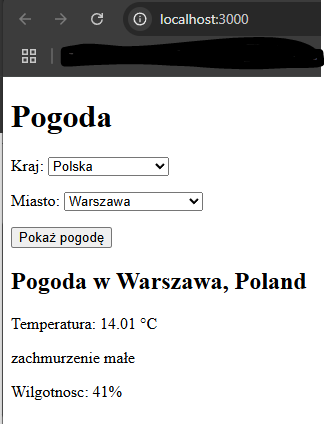 localhost:3000
Pogoda
Kraj: Polska
Miasto: Warszawa
Pokaż pogodę
Pogoda w Warszawa, Poland
Temperatura: 14.01 °C
zachmurzenie małe
Wilgotnosc: 41%